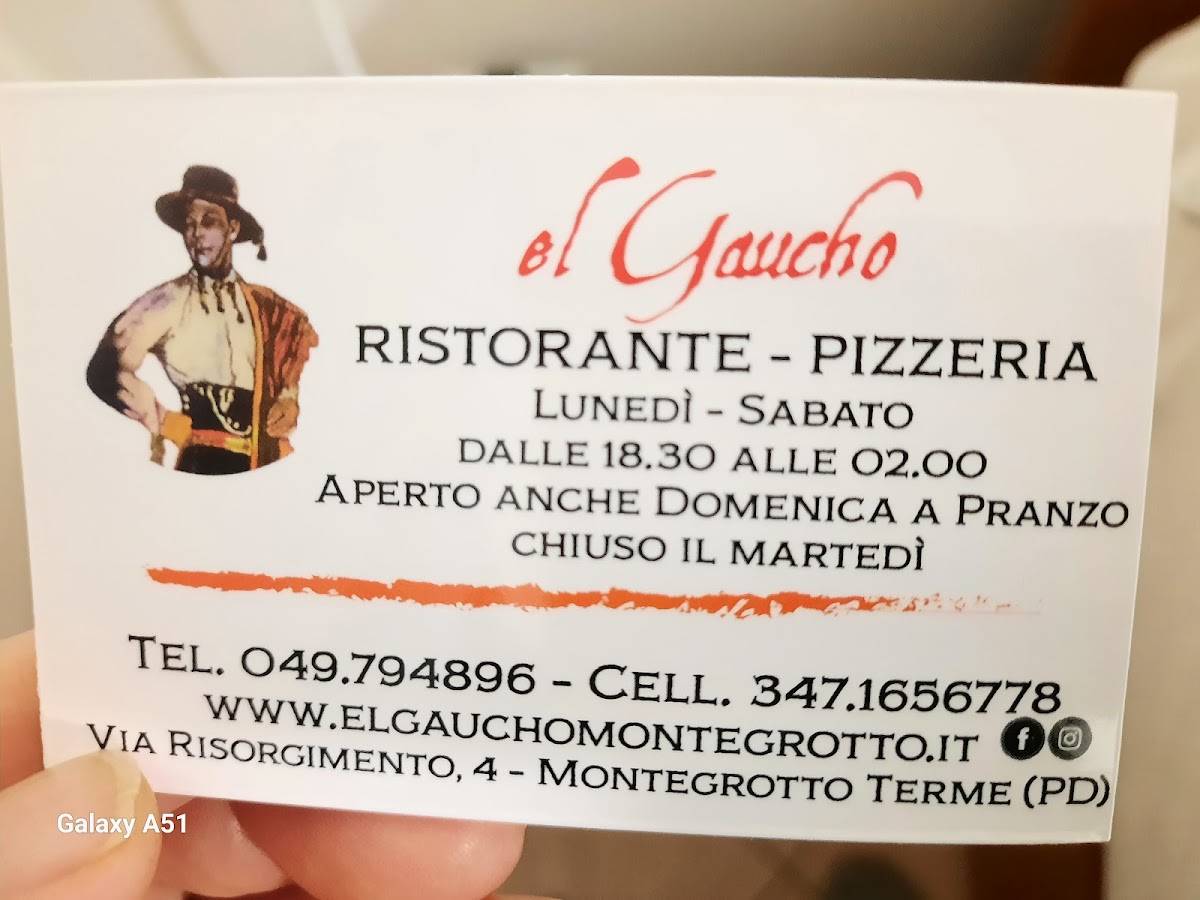 el Gaucho
RISTORANTE - PIZZERIA
LUNEDÌ - SABATO
DALLE 18.30 ALLE 02.00
APERTO ANCHE DOMENICA A PRANZO
CHIUSO IL MARTEDÌ
TEL. 049.794896 - CELL. 347.1656778
WWW.ELGAUCHOMONTEGROTTO.IT
VIA RISORGIMENTO, 4 - MONTEGROTTO TERME (PD)
Galaxy A51